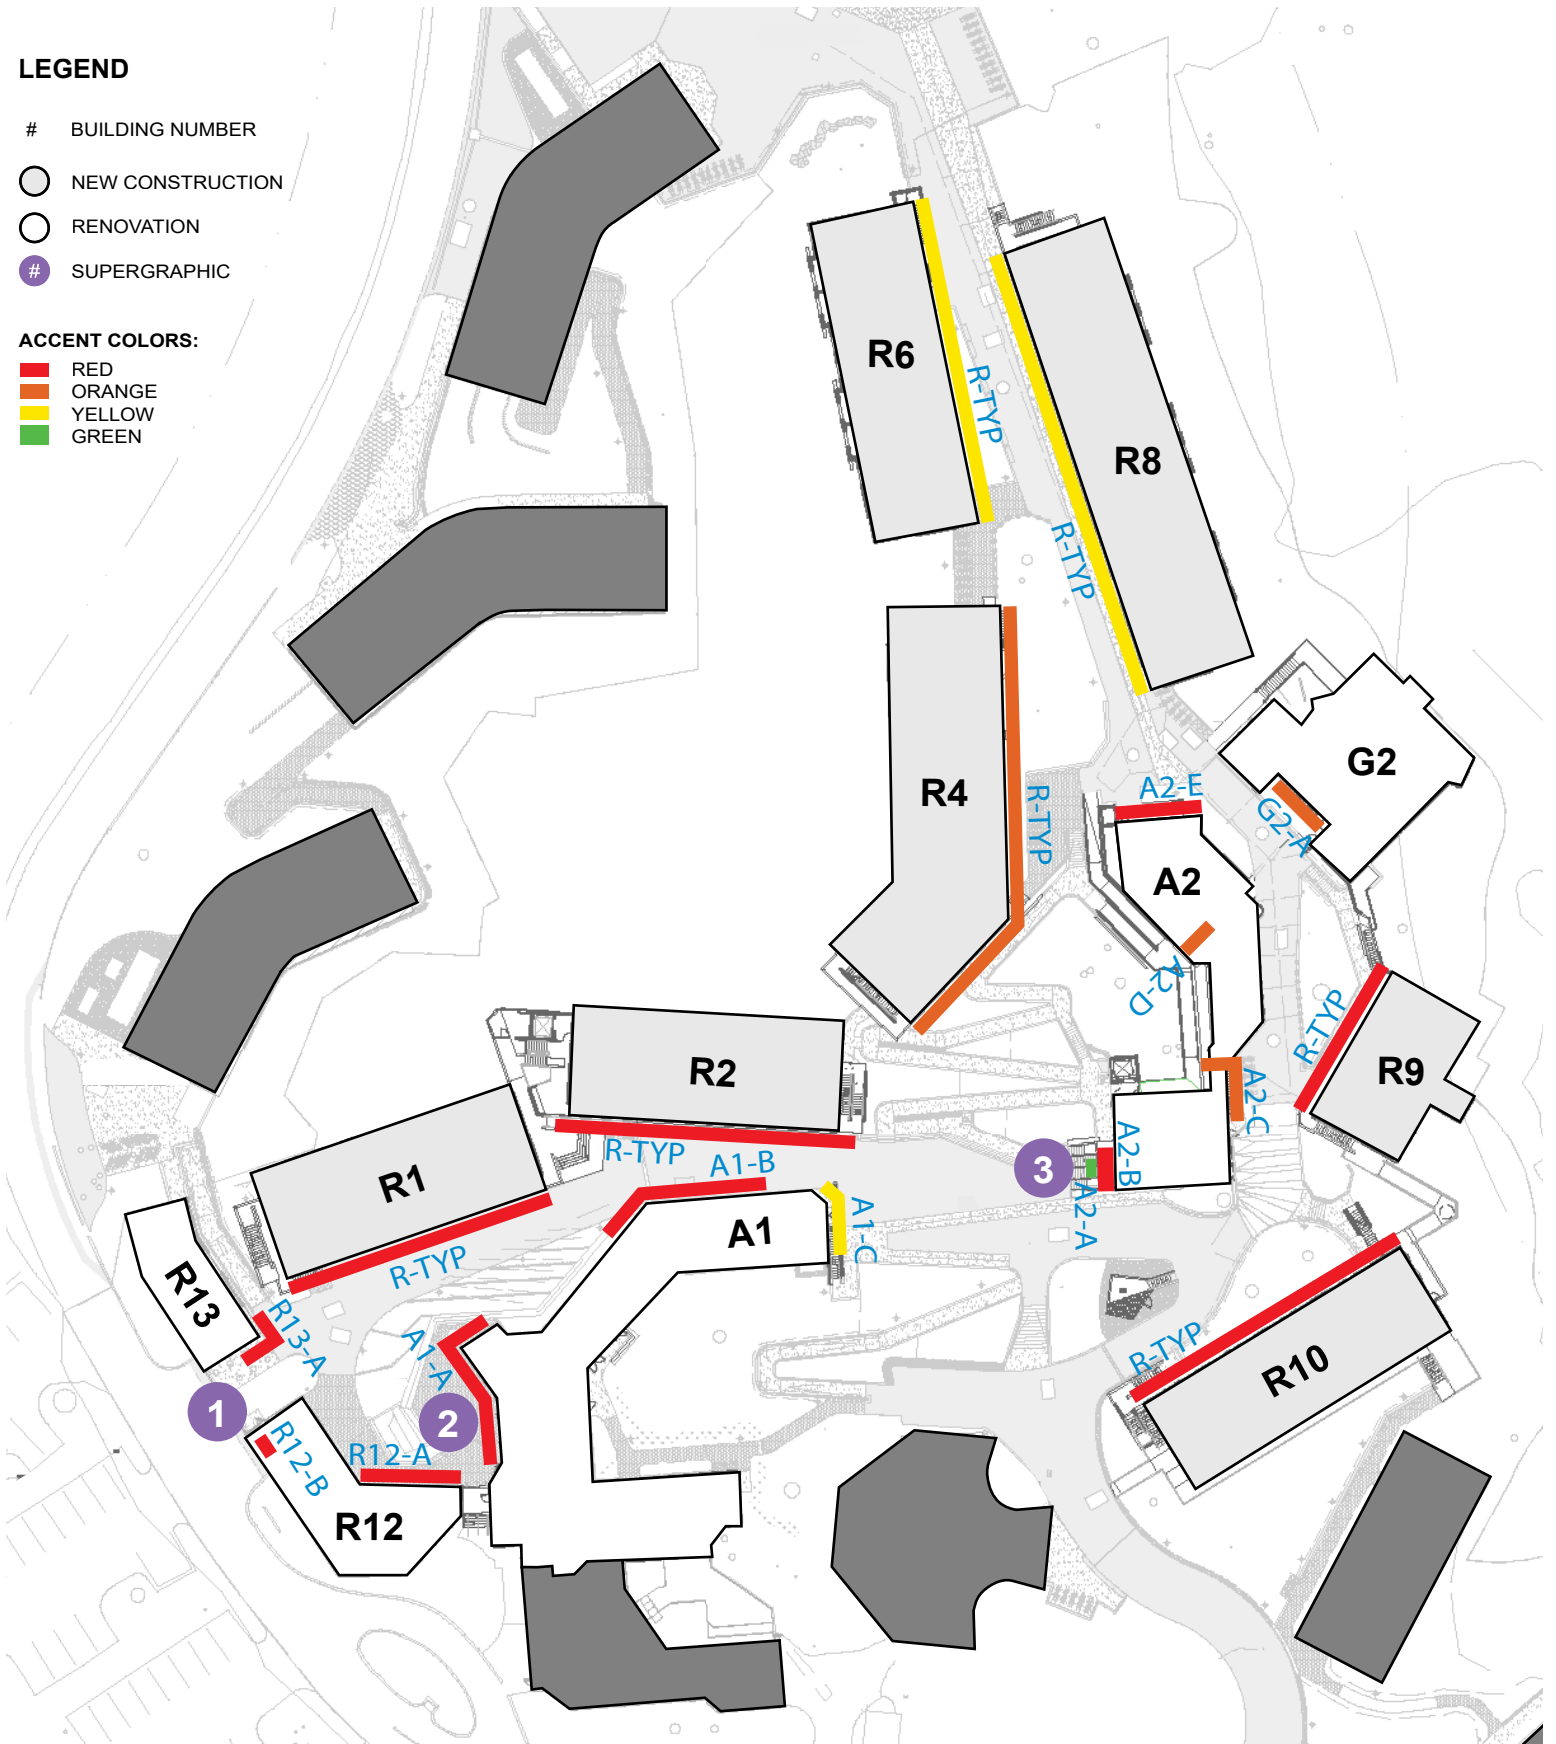 LEGEND
# BUILDING NUMBER
NEW CONSTRUCTION
RENOVATION
# SUPERGRAPHIC
ACCENT COLORS:
RED
ORANGE
YELLOW
GREEN
R6
R-TYP
R8
R-TYP
G2
G2-A
R4
R-TYP
A2-E
A2
A2-D
R-TYP
R9
A2-C
R2
R-TYP
A1-B
A2-B
3
A2-A
R1
R-TYP
A1
A1-C
R13
R13-A
A1-A
R-TYP
R10
1
2
R12-B
R12-A
R12